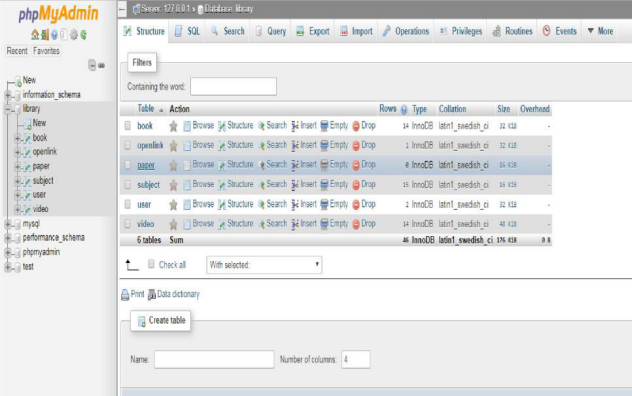 phpMyAdmin
Recent Favorites
New
information_schema
library
New
book
openlink
paper
subject
user
video
mysql
performance_schema
phpmyadmin
test
Server: 127.0.0.1 » Database: library
Structure SQL Search Query Export Import Operations Privileges Routines Events More
Filters
Containing the word:
Table Action Rows Type Collation Size Overhead
book Browse Structure Search Insert Empty Drop 14 InnoDB latin1_swedish_ci 32 KiB -
openlink Browse Structure Search Insert Empty Drop 1 InnoDB latin1_swedish_ci 32 KiB -
paper Browse Structure Search Insert Empty Drop InnoDB latin1_swedish_ci 16 KiB -
subject Browse Structure Search Insert Empty Drop 15 InnoDB latin1_swedish_ci 16 KiB -
user Browse Structure Search Insert Empty Drop 2 InnoDB latin1_swedish_ci 32 KiB -
video Browse Structure Search Insert Empty Drop 14 InnoDB latin1_swedish_ci 48 KiB -
6 tables Sum 46 InnoDB latin1_swedish_ci 176 KiB 0 B
Check all With selected:
Print Data dictionary
Create table
Name: Number of columns: 4